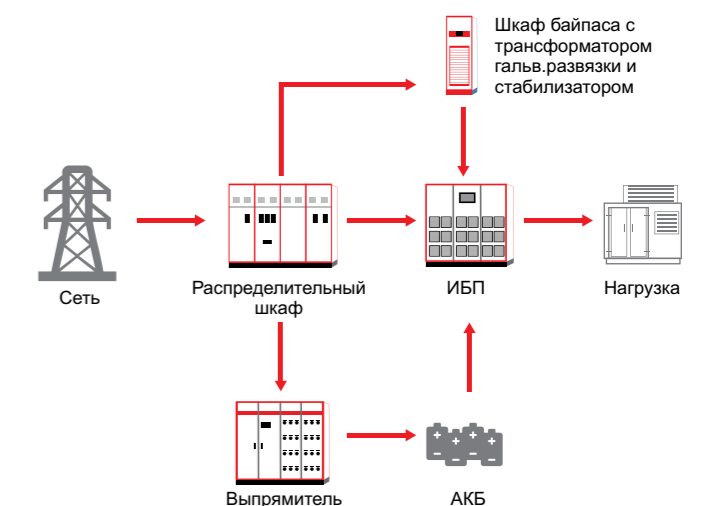 Шкаф байпаса с
трансформатором
гальв.развязки и
стабилизатором
Сеть
Распределительный
шкаф
ИБП
Нагрузка
Выпрямитель
АКБ